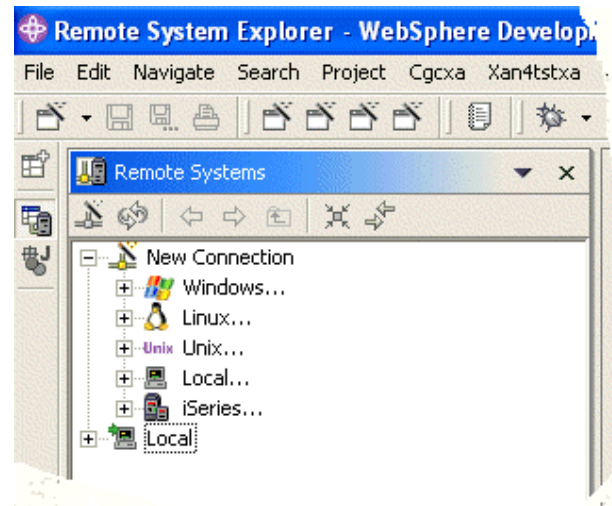 Remote System Explorer - WebSphere Develop
File Edit Navigate Search Project Cgcxa Xan4tstxa
Remote Systems
New Connection
Windows...
Linux...
Unix Unix...
Local...
iSeries...
Local